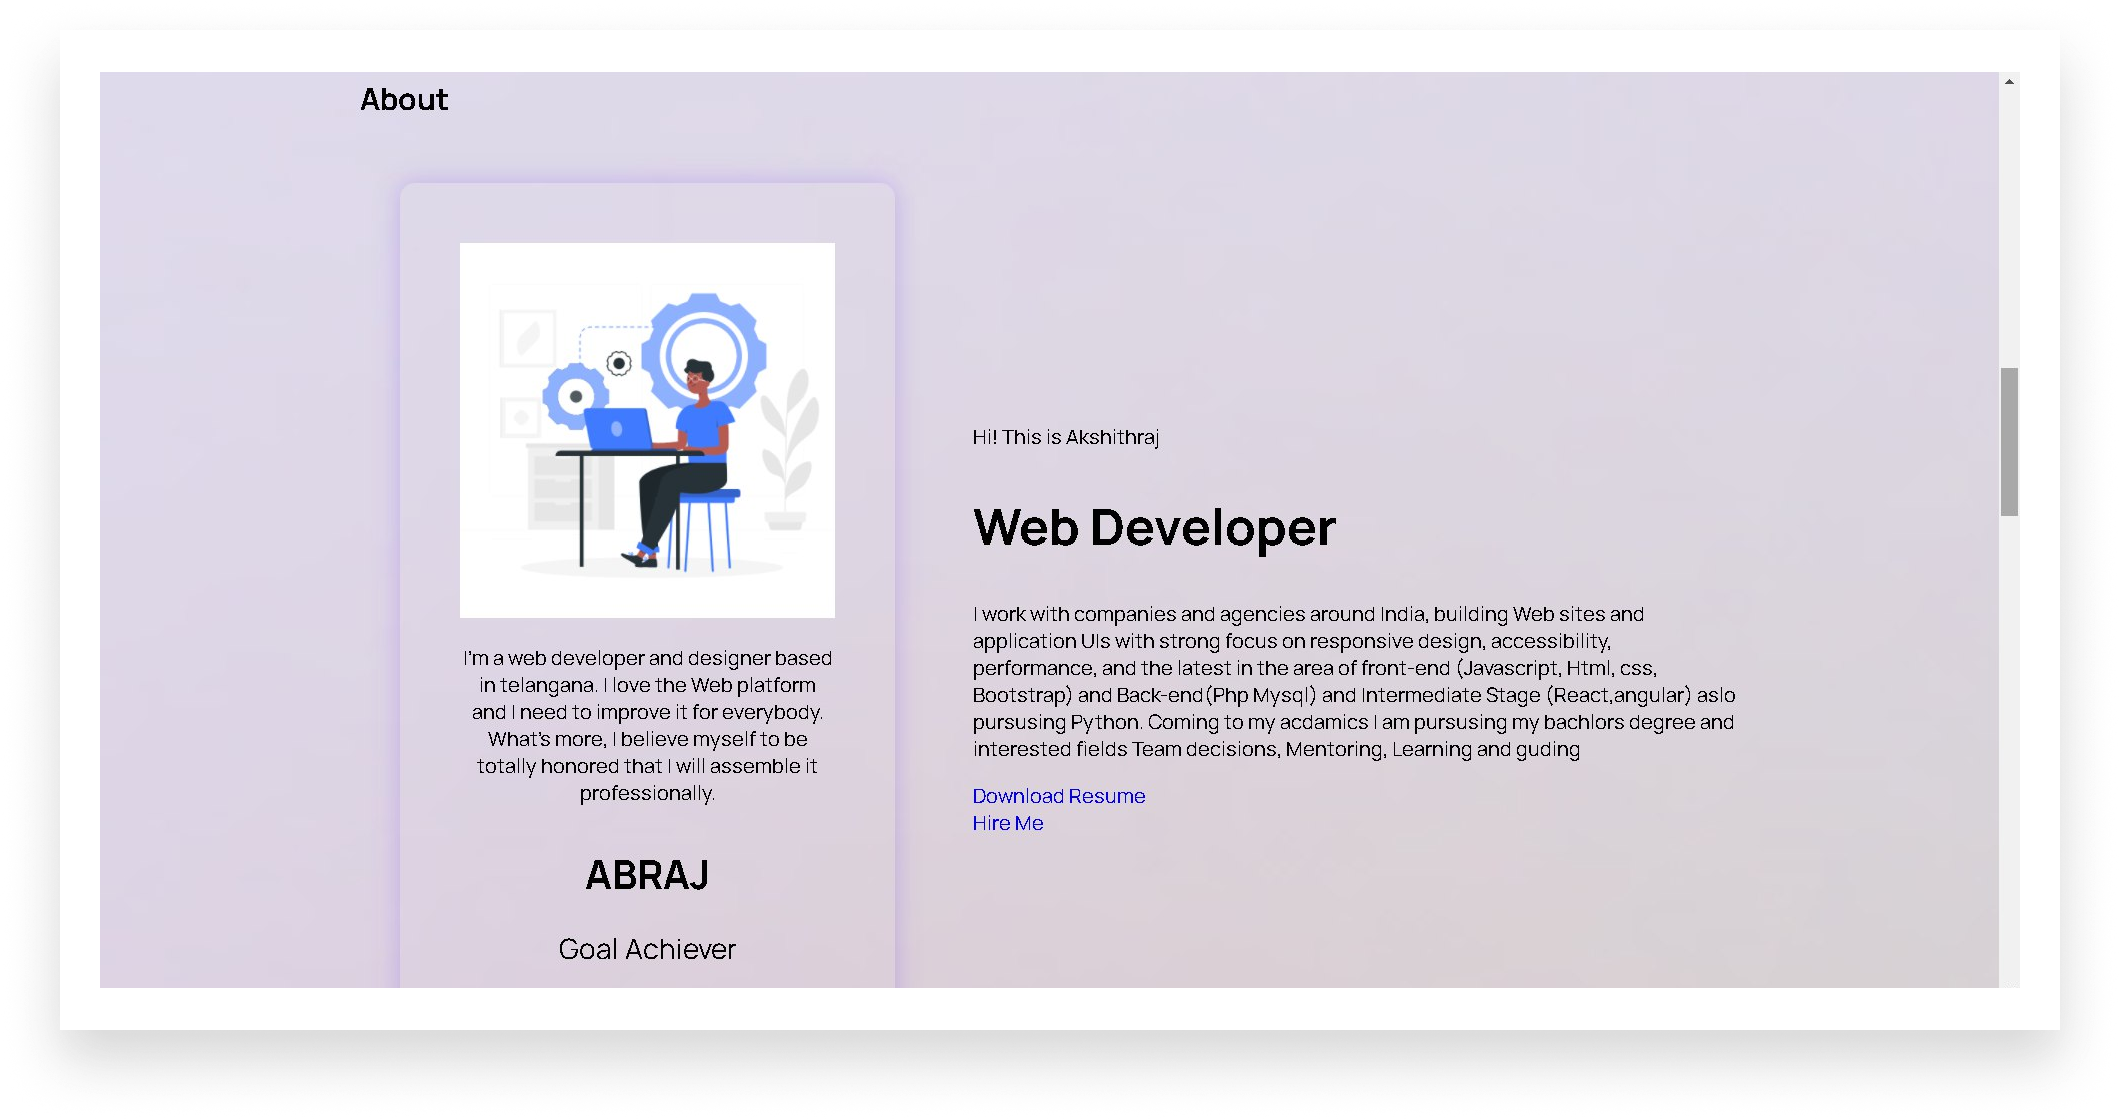 About
I'm a web developer and designer based
in telangana. I love the Web platform
and I need to improve it for everybody.
What's more, I believe myself to be
totally honored that I will assemble it
professionally.
ABRAJ
Goal Achiever
Hi! This is Akshithraj
Web Developer
I work with companies and agencies around India, building Web sites and
application UIs with strong focus on responsive design, accessibility,
performance, and the latest in the area of front-end (Javascript, Html, css,
Bootstrap) and Back-end(Php Mysql) and Intermediate Stage (React,angular) aslo
pursusing Python. Coming to my acdamics I am pursusing my bachlors degree and
interested fields Team decisions, Mentoring, Learning and guding
Download Resume
Hire Me